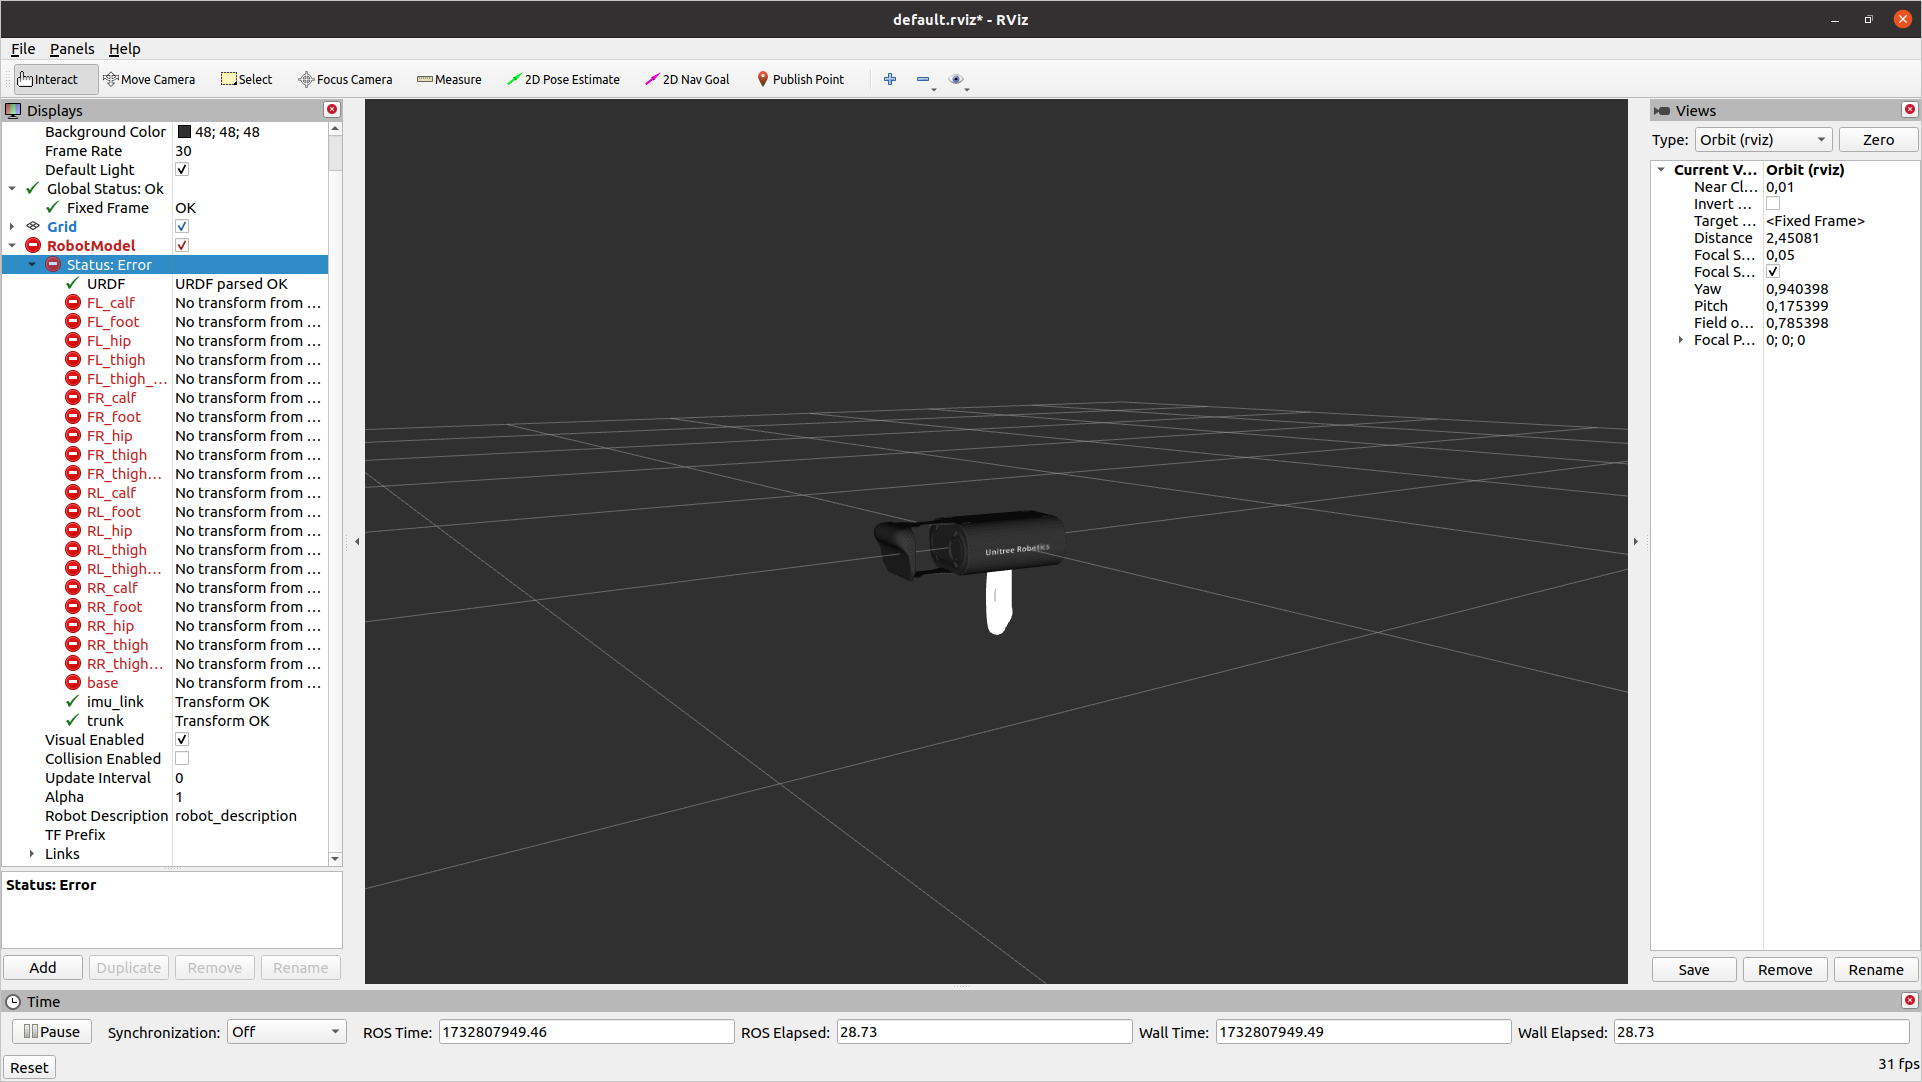 default.rviz* - RViz
File Panels Help
Interact Move Camera Select Focus Camera Measure 2D Pose Estimate 2D Nav Goal Publish Point
Displays
Background Color 48; 48; 48
Frame Rate 30
Default Light
Global Status: Ok
Fixed Frame OK
Grid
RobotModel
Status: Error
URDF URDF parsed OK
FL_calf No transform from ...
FL_foot No transform from ...
FL_hip No transform from ...
FL_thigh No transform from ...
FL_thigh_... No transform from ...
FR_calf No transform from ...
FR_foot No transform from ...
FR_hip No transform from ...
FR_thigh No transform from ...
FR_thigh... No transform from ...
RL_calf No transform from ...
RL_foot No transform from ...
RL_hip No transform from ...
RL_thigh No transform from ...
RL_thigh... No transform from ...
RR_calf No transform from ...
RR_foot No transform from ...
RR_hip No transform from ...
RR_thigh No transform from ...
RR_thigh... No transform from ...
base No transform from ...
imu_link Transform OK
trunk Transform OK
Visual Enabled
Collision Enabled
Update Interval 0
Alpha 1
Robot Description robot_description
TF Prefix
Links
Status: Error
Add Duplicate Remove Rename
Unitree Robotics
Views
Type: Orbit (rviz) Zero
Current V... Orbit (rviz)
Near Cl... 0,01
Invert ...
Target ... <Fixed Frame>
Distance 2,45081
Focal S... 0,05
Focal S...
Yaw 0,940398
Pitch 0,175399
Field o... 0,785398
Focal P... 0; 0; 0
Save Remove Rename
Time
Pause Synchronization: Off ROS Time: 1732807949.46 ROS Elapsed: 28.73 Wall Time: 1732807949.49 Wall Elapsed: 28.73
Reset 31 fps